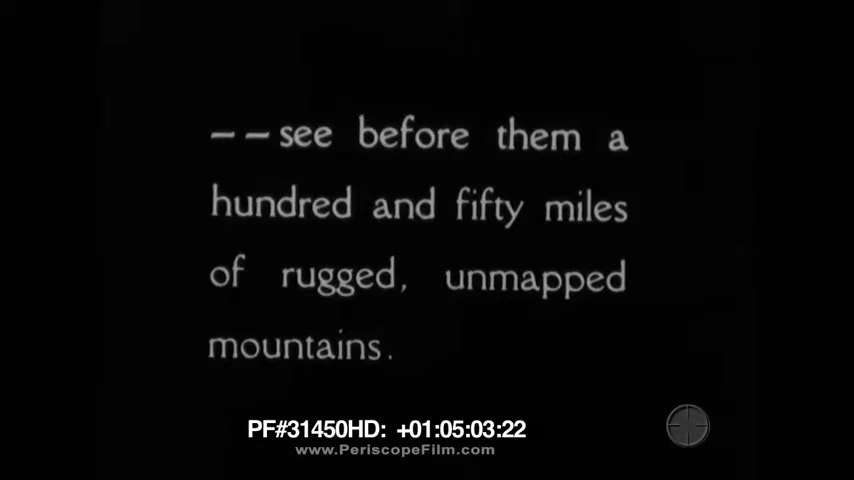 -- see before them a
hundred and fifty miles
of rugged, unmapped
mountains.
PF#31450HD: +01:05:03:22
www.PeriscopeFilm.com